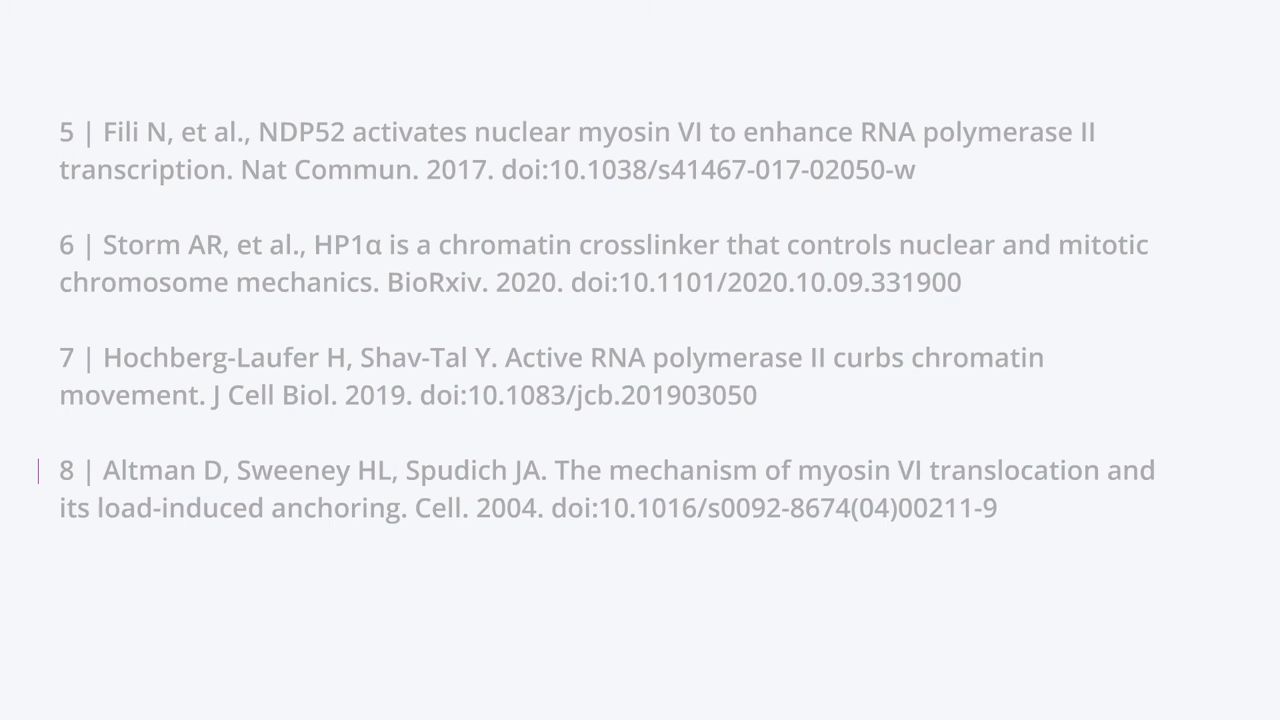 5 | Fili N, et al., NDP52 activates nuclear myosin VI to enhance RNA polymerase II
transcription. Nat Commun. 2017. doi:10.1038/s41467-017-02050-w
6 | Storm AR, et al., HP1α is a chromatin crosslinker that controls nuclear and mitotic
chromosome mechanics. BioRxiv. 2020. doi:10.1101/2020.10.09.331900
7 | Hochberg-Laufer H, Shav-Tal Y. Active RNA polymerase II curbs chromatin
movement. J Cell Biol. 2019. doi:10.1083/jcb.201903050
8 | Altman D, Sweeney HL, Spudich JA. The mechanism of myosin VI translocation and
its load-induced anchoring. Cell. 2004. doi:10.1016/s0092-8674(04)00211-9